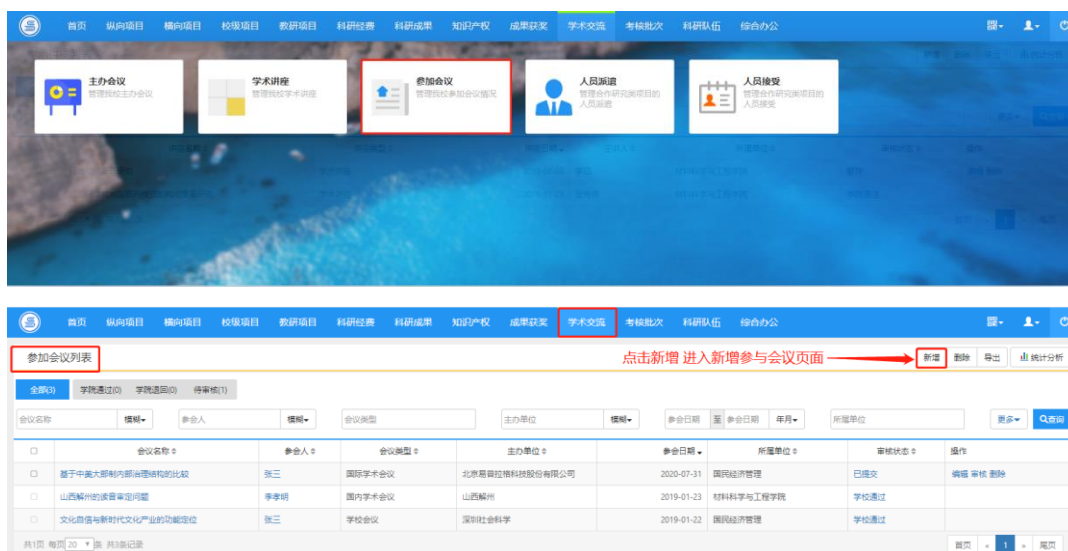 首页 纵向项目 横向项目 校级项目 教研项目 科研经费 科研成果 知识产权 成果获奖 学术交流 考核批次 科研队伍 综合办公
主办会议
管理我校主办会议
学术讲座
管理我校学术讲座
参加会议
管理我校参加会议情况
人员派遣
管理合作研究类项目的
人员派遣
人员接受
管理合作研究类项目的
人员接受
首页 纵向项目 横向项目 校级项目 教研项目 科研经费 科研成果 知识产权 成果获奖 学术交流 考核批次 科研队伍 综合办公
参加会议列表 点击新增 进入新增参与会议页面 新增 删除 导出 统计分析
全部(3) 学院通过(0) 学院退回(0) 待审核(1)
会议名称 模糊 参会人 模糊 会议类型 主办单位 模糊 参会日期 至 参会日期 年月 所属单位 更多 查询
会议名称 参会人 会议类型 主办单位 参会日期 所属单位 审核状态 操作
基于中美大部制内部治理结构的比较 张三 国际学术会议 北京易普拉格科技股份有限公司 2020-07-31 国民经济管理 已提交 编辑 审核 删除
山西解州的读音审定问题 李孝明 国内学术会议 山西解州 2019-01-23 材料科学与工程学院 学校通过
文化自信与新时代文化产业的功能定位 张三 学校会议 深圳社会科学 2019-01-22 国民经济管理 学校通过
共1页 每页 20 条 共3条记录 首页 « 1 » 尾页